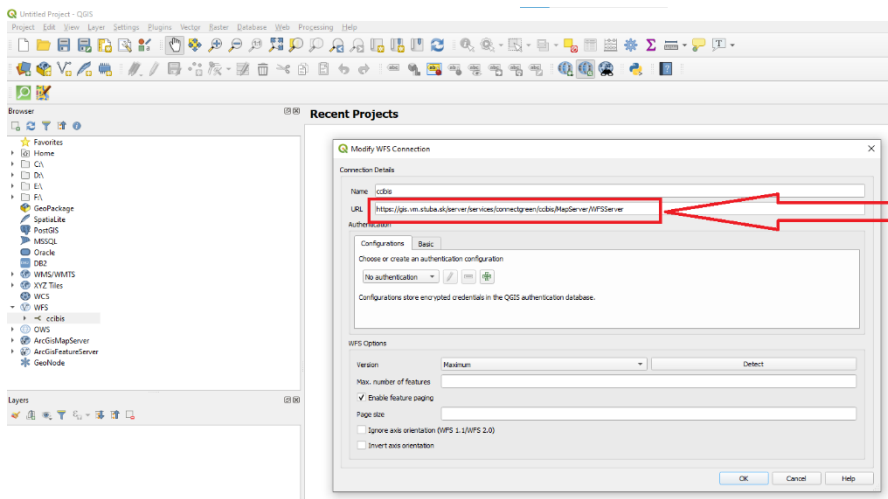 Untitled Project - QGIS
Project Edit View Layer Settings Plugins Vector Raster Database Web Processing Help
Browser
Recent Projects
Favorites
Home
C:\
D:\
E:\
F:\
GeoPackage
SpatiaLite
PostGIS
MSSQL
Oracle
DB2
WMS/WMTS
XYZ Tiles
WCS
WFS
ccibis
OWS
ArcGisMapServer
ArcGisFeatureServer
GeoNode
Layers
Modify WFS Connection
Connection Details
Name ccibis
URL https://gis.vm.stuba.sk/server/services/connectgreen/ccibis/MapServer/WFSServer
Authentication
Configurations Basic
Choose or create an authentication configuration
No authentication
Configurations store encrypted credentials in the QGIS authentication database.
WFS Options
Version Maximum Detect
Max. number of features
Enable feature paging
Page size
Ignore axis orientation (WFS 1.1/WFS 2.0)
Invert axis orientation
OK Cancel Help